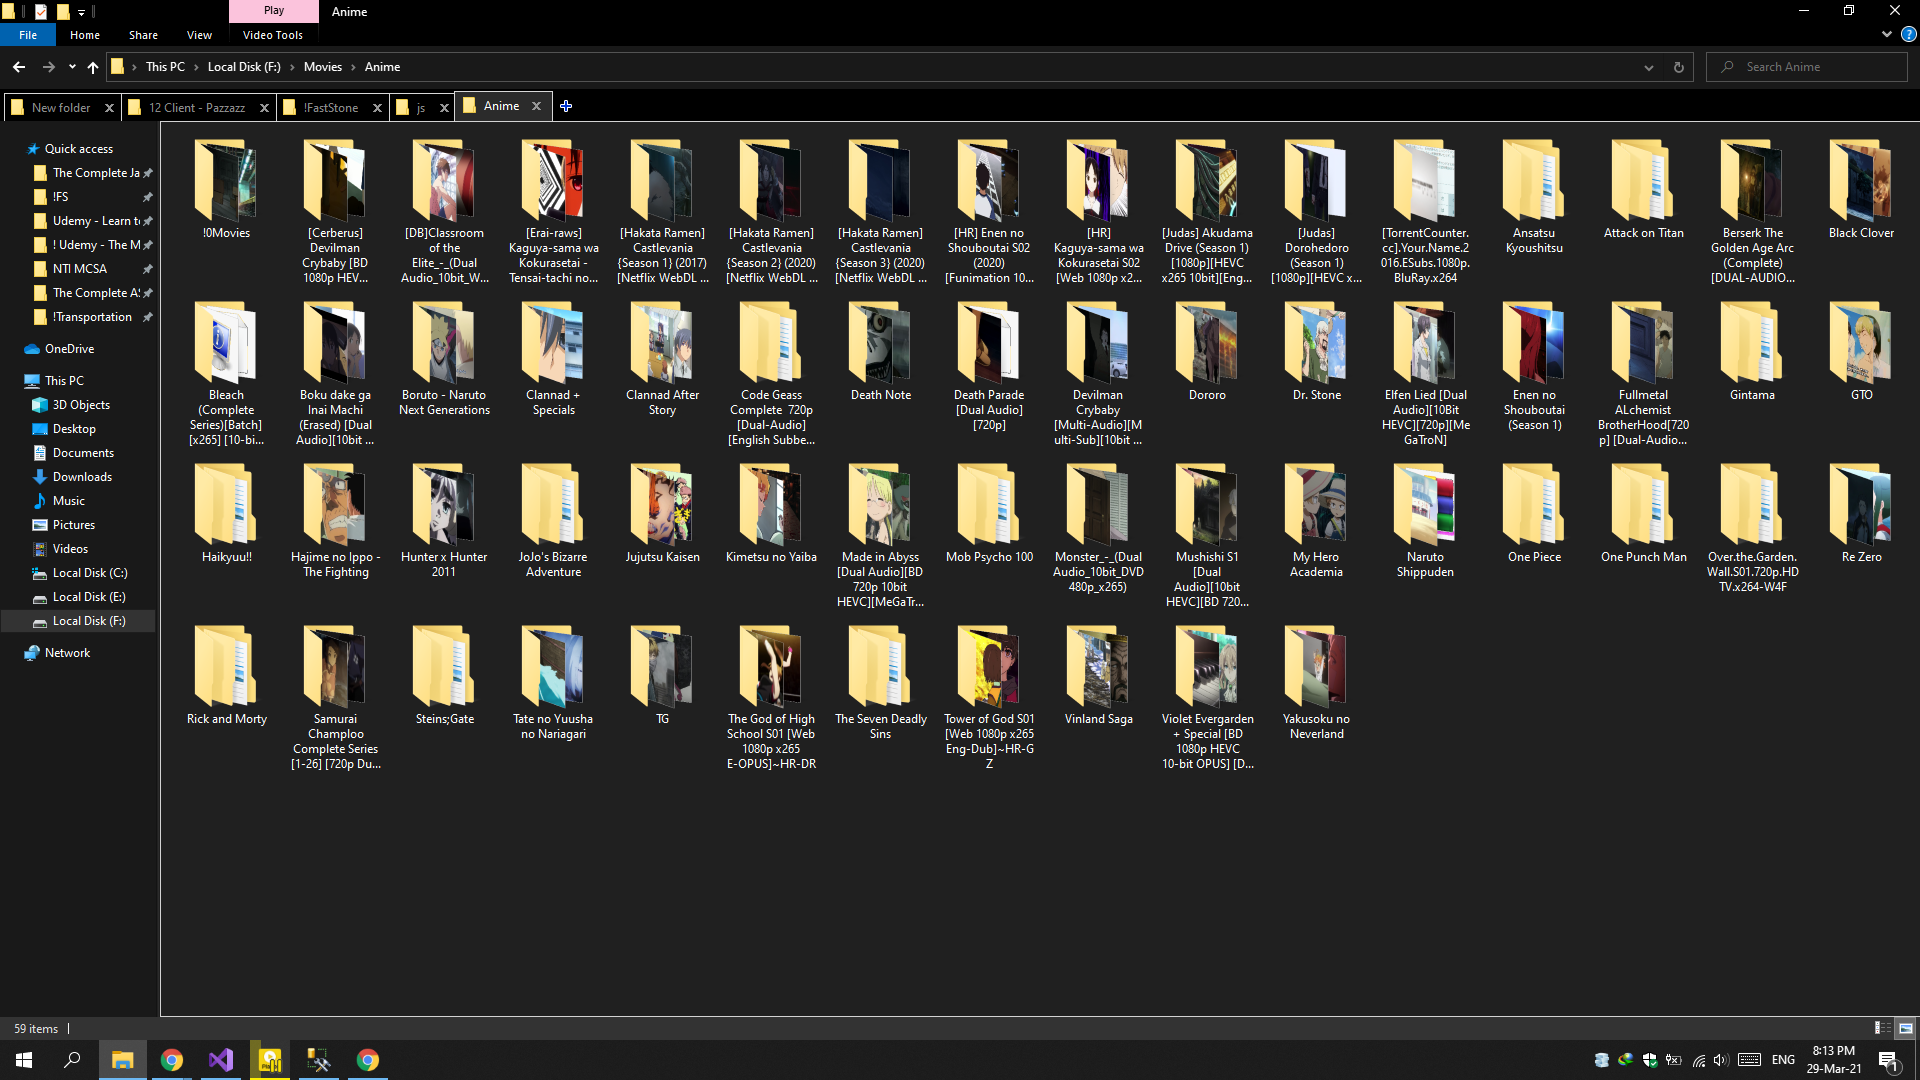 Play
Anime
File
Home
Share
View
Video Tools
This PC
Local Disk (F:)
Movies
Anime
Search Anime
New folder
12 Client - Pazzazz
!FastStone
js
Anime
Quick access
The Complete Ja
!FS
Udemy - Learn t
! Udemy - The M
NTI MCSA
The Complete A
!Transportation
OneDrive
This PC
3D Objects
Desktop
Documents
Downloads
Music
Pictures
Videos
Local Disk (C:)
Local Disk (E:)
Local Disk (F:)
Network
!0Movies
[Cerberus]
Devilman
Crybaby [BD
1080p HEV...
[DB]Classroom
of the
Elite_-_(Dual
Audio_10bit_W...
[Erai-raws]
Kaguya-sama wa
Kokurasetai -
Tensai-tachi no...
[Hakata Ramen]
Castlevania
{Season 1} (2017)
[Netflix WebDL ...
[Hakata Ramen]
Castlevania
{Season 2} (2020)
[Netflix WebDL ...
[Hakata Ramen]
Castlevania
{Season 3} (2020)
[Netflix WebDL ...
[HR] Enen no
Shouboutai S02
(2020)
[Funimation 10...
[HR]
Kaguya-sama wa
Kokurasetai S02
[Web 1080p x2...
[Judas] Akudama
Drive (Season 1)
[1080p][HEVC
x265 10bit][Eng...
[Judas]
Dorohedoro
(Season 1)
[1080p][HEVC x...
[TorrentCounter.
cc].Your.Name.2
016.ESubs.1080p.
BluRay.x264
Ansatsu
Kyoushitsu
Attack on Titan
Berserk The
Golden Age Arc
(Complete)
[DUAL-AUDIO...
Black Clover
Bleach
(Complete
Series)[Batch]
[x265] [10-bi...
Boku dake ga
Inai Machi
(Erased) [Dual
Audio][10bit ...
Boruto - Naruto
Next Generations
Clannad +
Specials
Clannad After
Story
Code Geass
Complete 720p
[Dual-Audio]
[English Subbe...
Death Note
Death Parade
[Dual Audio]
[720p]
Devilman
Crybaby
[Multi-Audio][M
ulti-Sub][10bit ...
Dororo
Dr. Stone
Elfen Lied [Dual
Audio][10Bit
HEVC][720p][Me
GaTroN]
Enen no
Shouboutai
(Season 1)
Fullmetal
ALchemist
BrotherHood[720
p] [Dual-Audio...
Gintama
GTO
Haikyuu!!
Hajime no Ippo -
The Fighting
Hunter x Hunter
2011
JoJo's Bizarre
Adventure
Jujutsu Kaisen
Kimetsu no Yaiba
Made in Abyss
[Dual Audio][BD
720p 10bit
HEVC][MeGaTr...
Mob Psycho 100
Monster_-_(Dual
Audio_10bit_DVD
480p_x265)
Mushishi S1
[Dual
Audio][10bit
HEVC][BD 720...
My Hero
Academia
Naruto
Shippuden
One Piece
One Punch Man
Over.the.Garden.
Wall.S01.720p.HD
TV.x264-W4F
Re Zero
Rick and Morty
Samurai
Champloo
Complete Series
[1-26] [720p Du...
Steins;Gate
Tate no Yuusha
no Nariagari
TG
The God of High
School S01 [Web
1080p x265
E-OPUS]~HR-DR
The Seven Deadly
Sins
Tower of God S01
[Web 1080p x265
Eng-Dub]~HR-G
Z
Vinland Saga
Violet Evergarden
+ Special [BD
1080p HEVC
10-bit OPUS] [D...
Yakusoku no
Neverland
59 items
ENG
8:13 PM
29-Mar-21
1